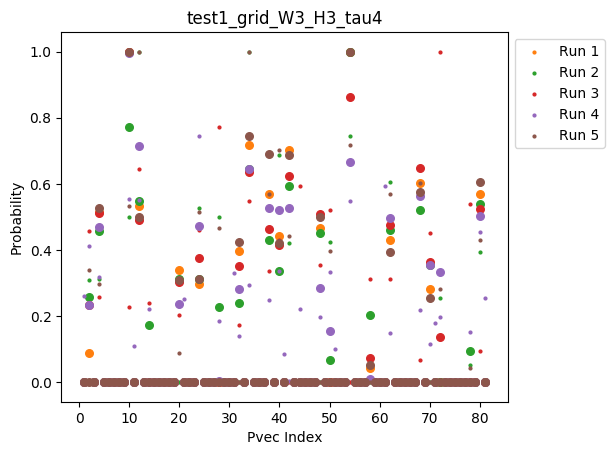 test1_grid_W3_H3_tau4
Probability
1.0
0.8
0.6
0.4
0.2
0.0
0 10 20 30 40 50 60 70 80
Pvec Index
Run 1
Run 2
Run 3
Run 4
Run 5